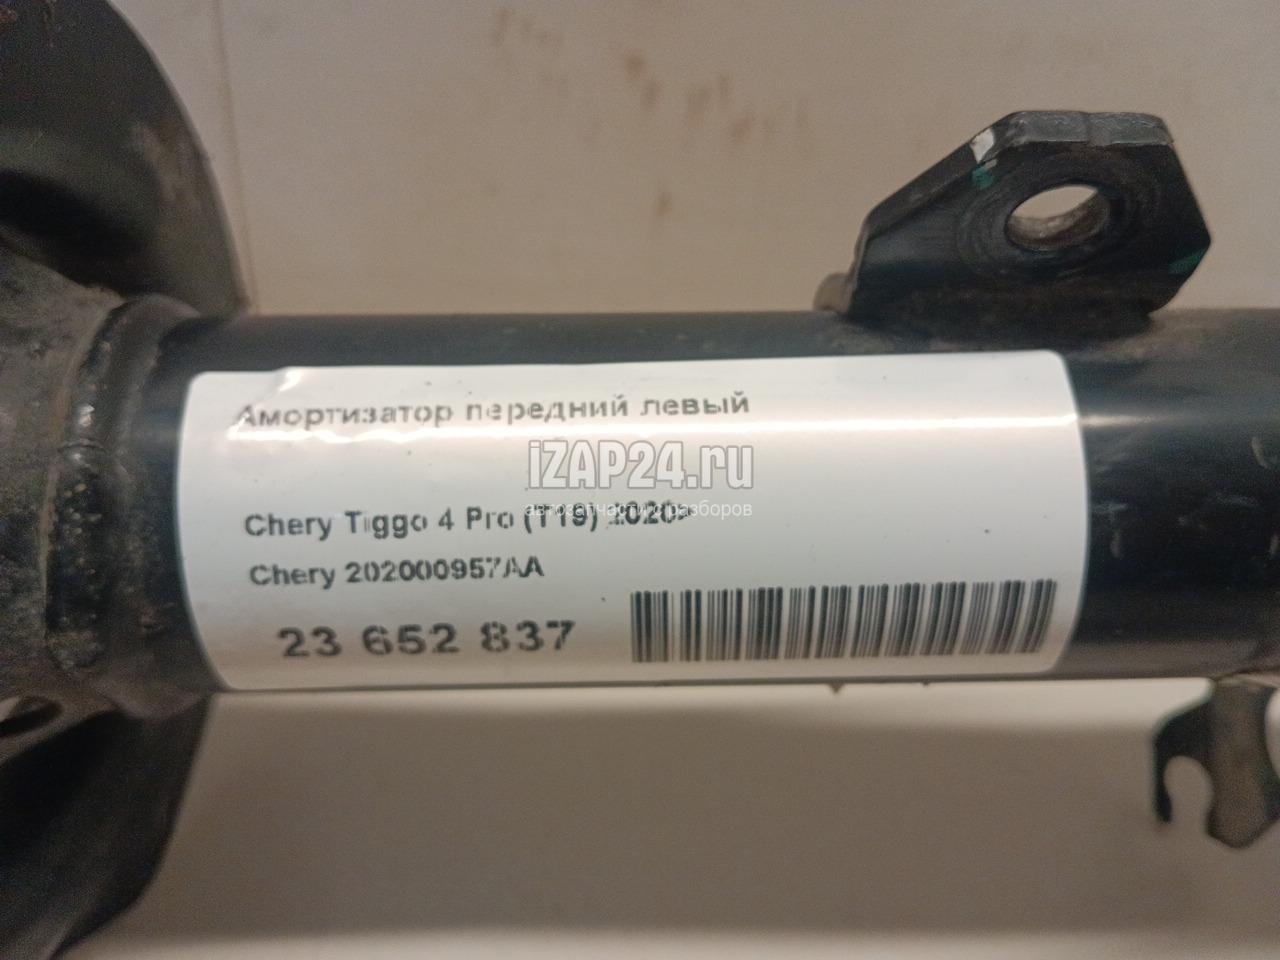 Амортизатор передний левый
iZAP24.ru
автозапчасти с разборов
Chery Tiggo 4 Pro (T19) 2020>
Chery 202000957AA
23 652 837